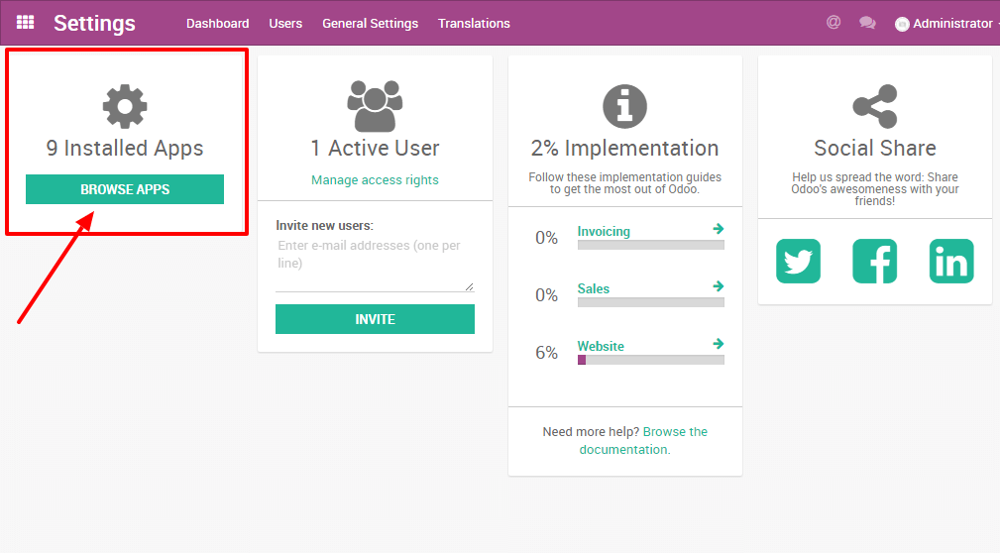 Settings
Dashboard
Users
General Settings
Translations
@
Administrator
9 Installed Apps
BROWSE APPS
1 Active User
Manage access rights
Invite new users:
Enter e-mail addresses (one per
line)
INVITE
2% Implementation
Follow these implementation guides
to get the most out of Odoo.
0%
Invoicing
0%
Sales
6%
Website
Need more help? Browse the
documentation.
Social Share
Help us spread the word: Share
Odoo's awesomeness with your
friends!